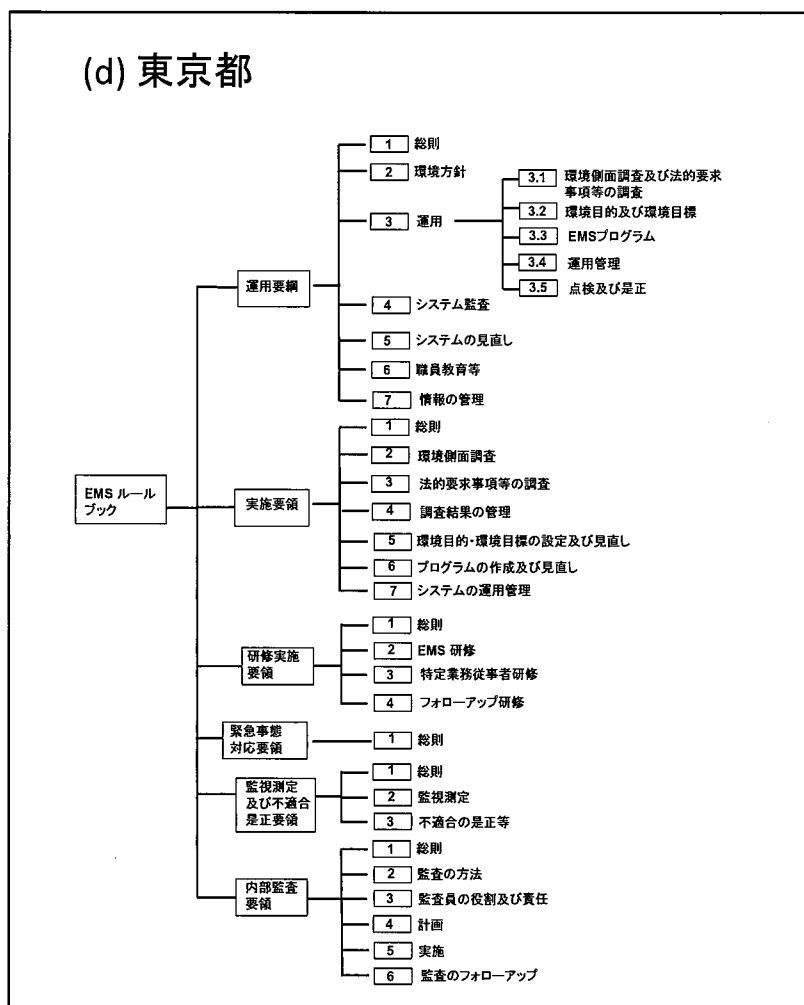 (d) 東京都
EMS ルール
ブック
運用要綱
1 総則
2 環境方針
3 運用
3.1 環境側面調査及び法的要求
事項等の調査
3.2 環境目的及び環境目標
3.3 EMSプログラム
3.4 運用管理
3.5 点検及び是正
4 システム監査
5 システムの見直し
6 職員教育等
7 情報の管理
実施要領
1 総則
2 環境側面調査
3 法的要求事項等の調査
4 調査結果の管理
5 環境目的・環境目標の設定及び見直し
6 プログラムの作成及び見直し
7 システムの運用管理
研修実施
要領
1 総則
2 EMS 研修
3 特定業務従事者研修
4 フォローアップ研修
緊急事態
対応要領
1 総則
監視測定
及び不適合
是正要領
1 総則
2 監視測定
3 不適合の是正等
内部監査
要領
1 総則
2 監査の方法
3 監査員の役割及び責任
4 計画
5 実施
6 監査のフォローアップ